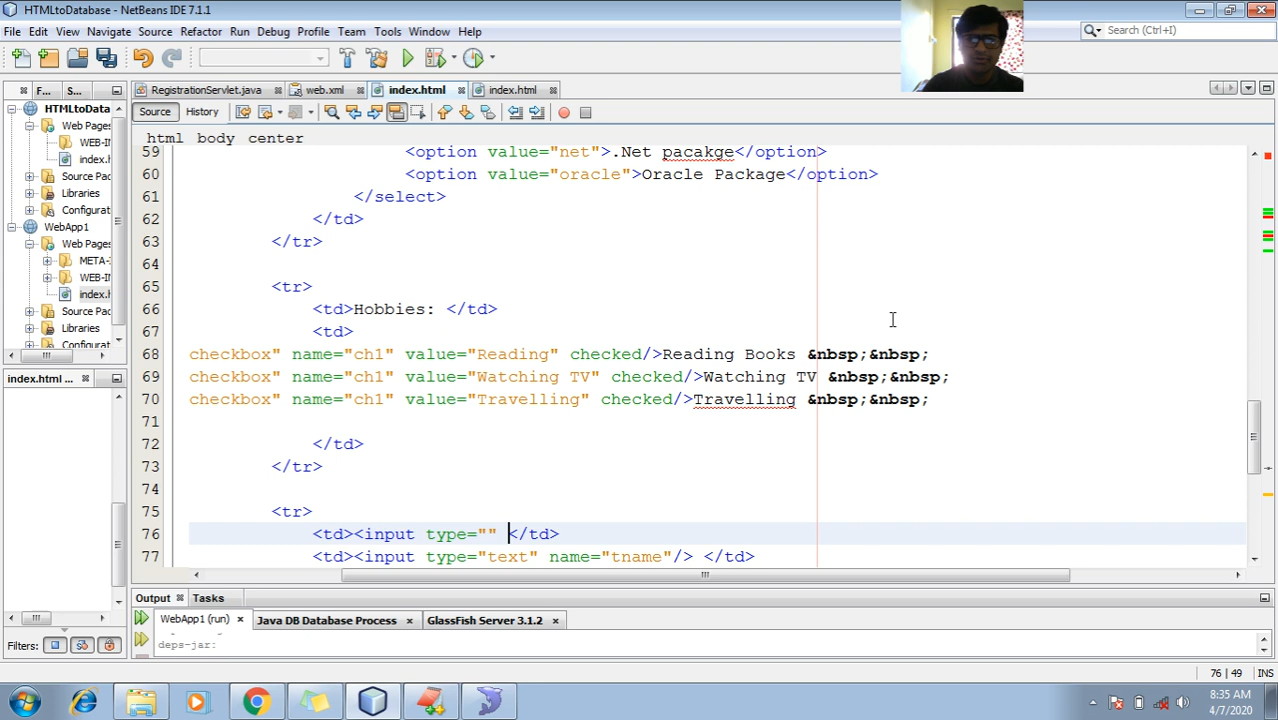 HTMLtoDatabase - NetBeans IDE 7.1.1
File Edit View Navigate Source Refactor Run Debug Profile Team Tools Window Help
Search (Ctrl+I)
F... S...
RegistrationServlet.java web.xml index.html index.html
HTMLtoData
Web Pages
WEB-IN
index.h
Source Pac
Libraries
Configurat
WebApp1
Web Pages
META-
WEB-IN
index.h
Source Pac
Libraries
Configurat
Source History
html body center
59 <option value="net">.Net pacakge</option>
60 <option value="oracle">Oracle Package</option>
61 </select>
62 </td>
63 </tr>
64
65 <tr>
66 <td>Hobbies: </td>
67 <td>
68 checkbox" name="ch1" value="Reading" checked/>Reading Books &nbsp;&nbsp;
69 checkbox" name="ch1" value="Watching TV" checked/>Watching TV &nbsp;&nbsp;
70 checkbox" name="ch1" value="Travelling" checked/>Travelling &nbsp;&nbsp;
71
72 </td>
73 </tr>
74
75 <tr>
76 <td><input type="" </td>
77 <td><input type="text" name="tname"/> </td>
index.html ...
Filters:
Output Tasks
WebApp1 (run) Java DB Database Process GlassFish Server 3.1.2
deps-jar:
76 | 49 INS
8:35 AM
4/7/2020